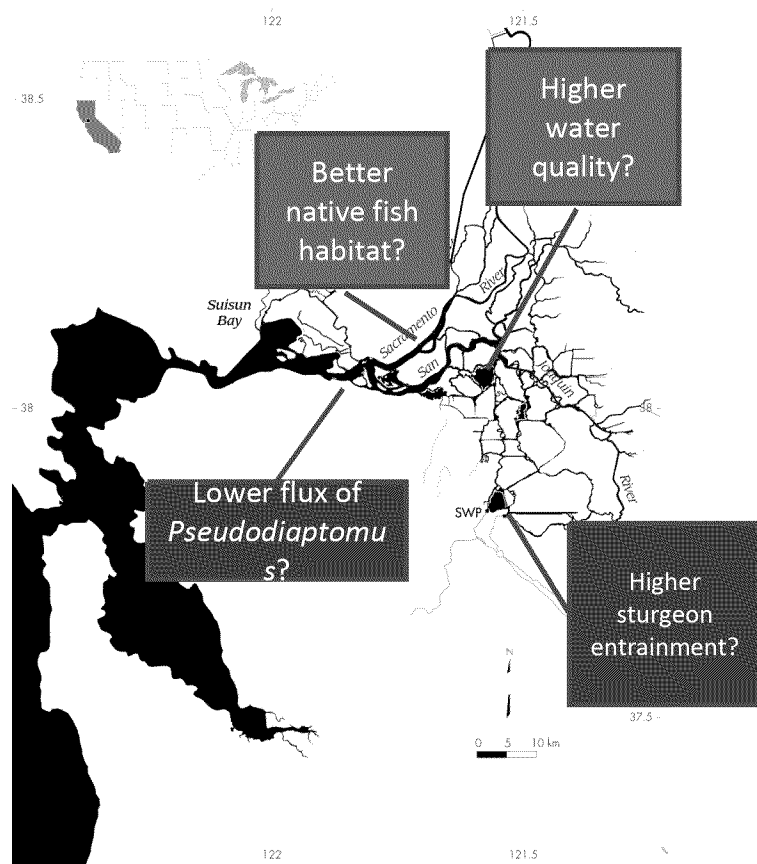 122
121.5
- 38.5
Higher
water
quality?
Better
native fish
habitat?
Suisun
Bay
Sacramento
River
San
Joaquin
River
- 38
38 -
Lower flux of
Pseudodiaptomu
s?
SWP
Higher
sturgeon
entrainment?
N
37.5 -
0 5 10 km
122
121.5